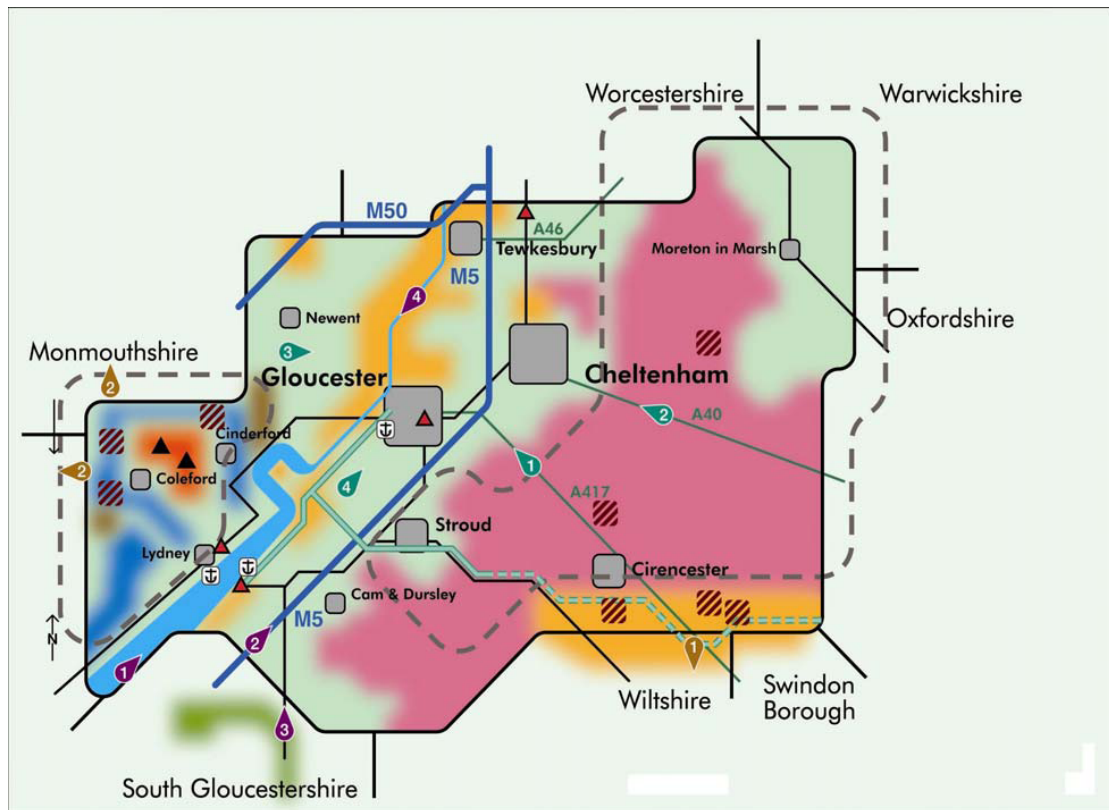 Worcestershire
Warwickshire
M50
A46
Tewkesbury
Moreton in Marsh
M5
4
Newent
Oxfordshire
Monmouthshire
3
2
Gloucester
Cheltenham
2
A40
Cinderford
2
Coleford
1
4
A417
Stroud
Lydney
Cirencester
Cam & Dursley
M5
N
2
1
1
Wiltshire
Swindon
Borough
3
South Gloucestershire